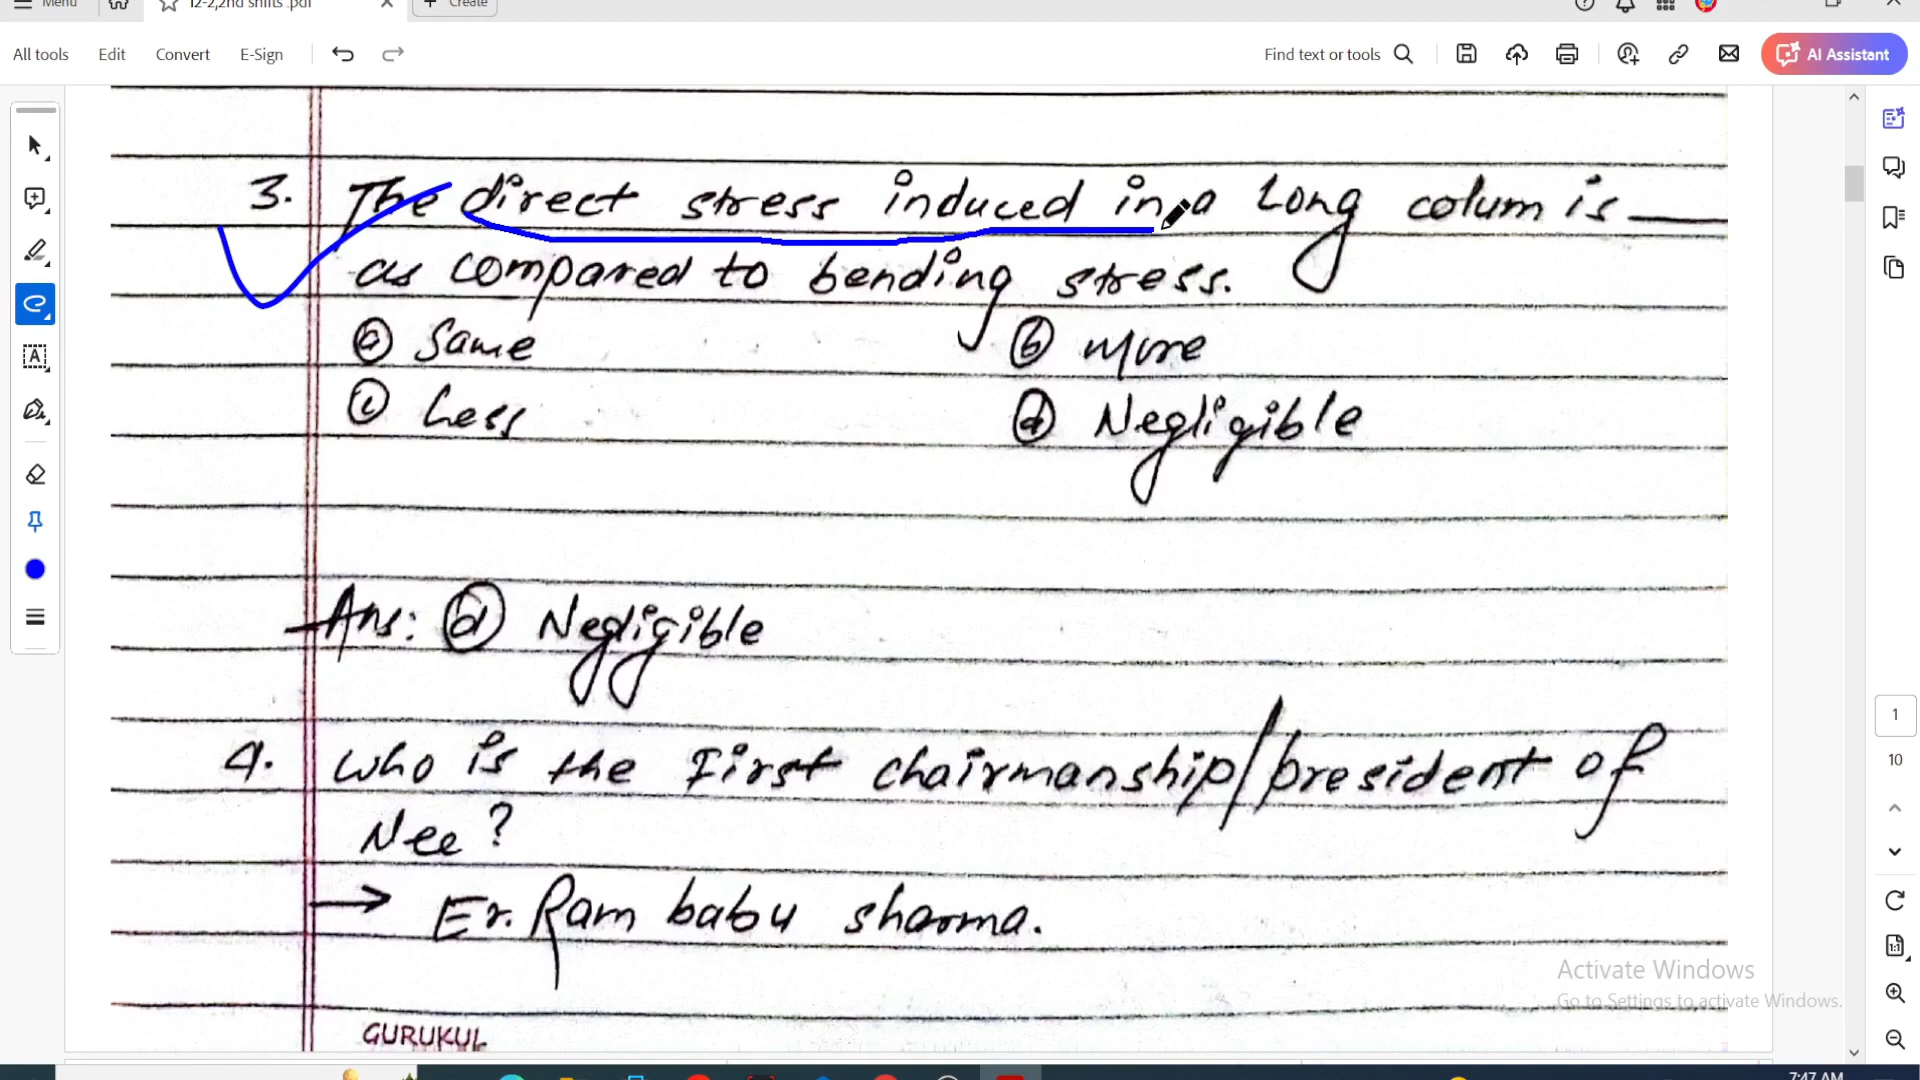 Menu
12-2,2nd shifts .pdf
Create
All tools
Edit
Convert
E-Sign
Find text or tools
AI Assistant
3. The direct stress induced in a Long colum is ___
as compared to bending stress.
ⓐ Same
ⓑ More
ⓒ Less
ⓓ Negligible
Ans: ⓓ Negligible
4. Who is the First chairmanship/president of
Nec?
→ Er. Ram babu sharma.
GURUKUL
1
10
Activate Windows
Go to Settings to activate Windows.
7:47 AM